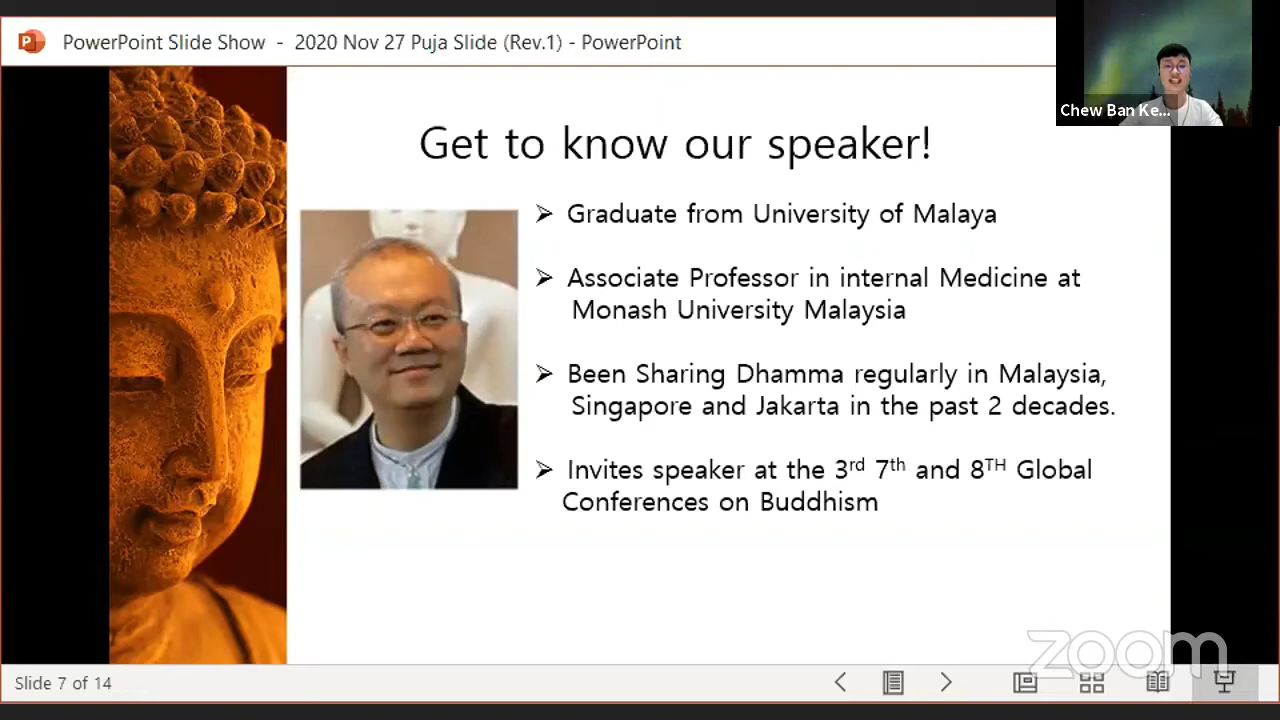 PowerPoint Slide Show - 2020 Nov 27 Puja Slide (Rev.1) - PowerPoint
Chew Ban Ke...
Get to know our speaker!
➢ Graduate from University of Malaya
➢ Associate Professor in internal Medicine at
Monash University Malaysia
➢ Been Sharing Dhamma regularly in Malaysia,
Singapore and Jakarta in the past 2 decades.
➢ Invites speaker at the 3rd 7th and 8TH Global
Conferences on Buddhism
zoom
Slide 7 of 14